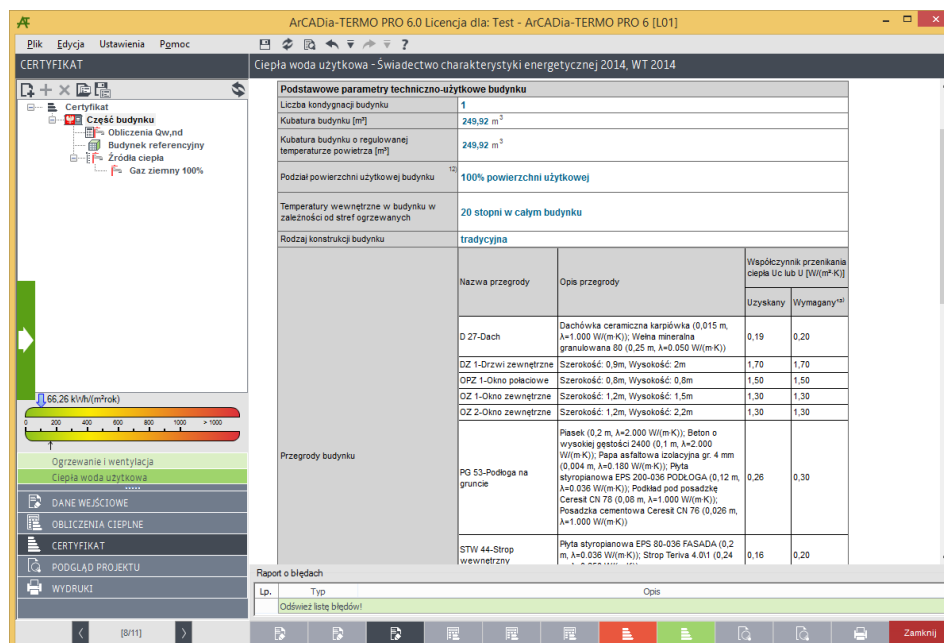 ArCADia-TERMO PRO 6.0 Licencja dla: Test - ArCADia-TERMO PRO 6 [L01]
Plik Edycja Ustawienia Pomoc
CERTYFIKAT
Ciepła woda użytkowa - Świadectwo charakterystyki energetycznej 2014, WT 2014
Certyfikat
Część budynku
Obliczenia Qw,nd
Budynek referencyjny
Źródła ciepła
Gaz ziemny 100%
66,26 kWh/(m²rok)
0 200 400 600 800 1000 > 1000
Ogrzewanie i wentylacja
Ciepła woda użytkowa
DANE WEJŚCIOWE
OBLICZENIA CIEPLNE
CERTYFIKAT
PODGLĄD PROJEKTU
WYDRUKI
[8/11]
Podstawowe parametry techniczno-użytkowe budynku
Liczba kondygnacji budynku
1
Kubatura budynku [m³]
249,92 m³
Kubatura budynku o regulowanej
temperaturze powietrza [m³]
249,92 m³
Podział powierzchni użytkowej budynku 12)
100% powierzchni użytkowej
Temperatury wewnętrzne w budynku w
zależności od stref ogrzewanych
20 stopni w całym budynku
Rodzaj konstrukcji budynku
tradycyjna
Przegrody budynku
Nazwa przegrody
Opis przegrody
Współczynnik przenikania
ciepła Uc lub U [W/(m²·K)]
Uzyskany
Wymagany
D 27-Dach
Dachówka ceramiczna karpiówka (0,015 m,
λ=1.000 W/(m·K)); Wełna mineralna
granulowana 80 (0,25 m, λ=0.050 W/(m·K))
0,19
0,20
DZ 1-Drzwi zewnętrzne
Szerokość: 0,9m, Wysokość: 2m
1,70
1,70
OPZ 1-Okno połaciowe
Szerokość: 0,8m, Wysokość: 0,8m
1,50
1,50
OZ 1-Okno zewnętrzne
Szerokość: 1,2m, Wysokość: 1,5m
1,30
1,30
OZ 2-Okno zewnętrzne
Szerokość: 1,2m, Wysokość: 2,2m
1,30
1,30
PG 53-Podłoga na
gruncie
Piasek (0,2 m, λ=2.000 W/(m·K)); Beton o
wysokiej gęstości 2400 (0,1 m, λ=2.000
W/(m·K)); Papa asfaltowa izolacyjna gr. 4 mm
(0,004 m, λ=0.180 W/(m·K)); Płyta
styropianowa EPS 200-036 PODŁOGA (0,12 m,
λ=0.036 W/(m·K)); Podkład pod posadzkę
Ceresit CN 78 (0,08 m, λ=1.000 W/(m·K));
Posadzka cementowa Ceresit CN 76 (0,026 m,
λ=1.000 W/(m·K))
0,26
0,30
STW 44-Strop
wewnętrzny
Płyta styropianowa EPS 80-036 FASADA (0,2
m, λ=0.036 W/(m·K)); Strop Teriva 4.0\1 (0,24
0,16
0,20
Raport o błędach
Lp. Typ Opis
Odśwież listę błędów!
Zamknij